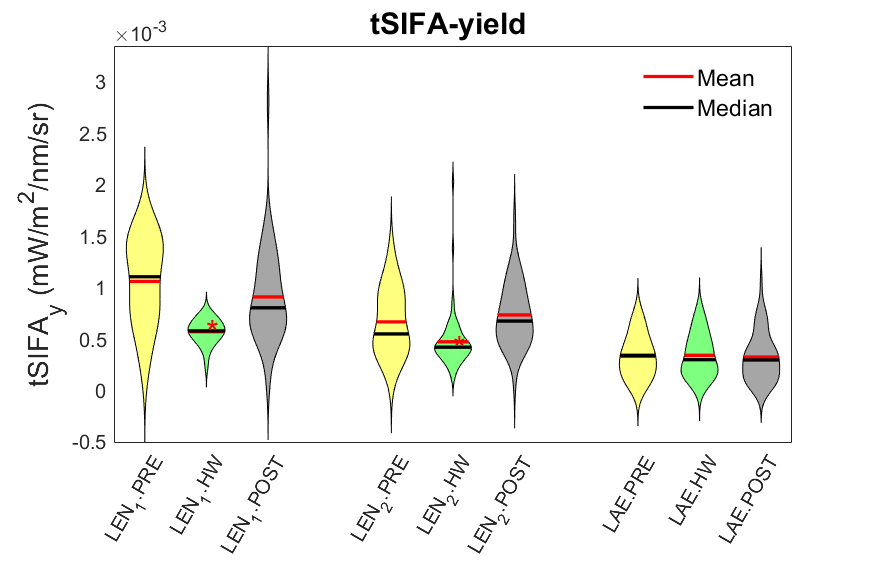 tSIFA-yield
×10⁻³
tSIFAy (mW/m²/nm/sr)
3
2.5
2
1.5
1
0.5
0
-0.5
Mean
Median
*
*
LEN₁.PRE
LEN₁.HW
LEN₁.POST
LEN₂.PRE
LEN₂.HW
LEN₂.POST
LAE.PRE
LAE.HW
LAE.POST